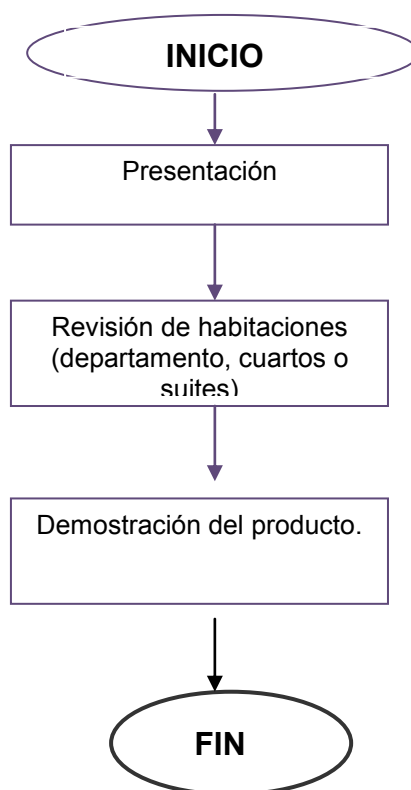 INICIO
Presentación
Revisión de habitaciones
(departamento, cuartos o
suites)
Demostración del producto.
FIN